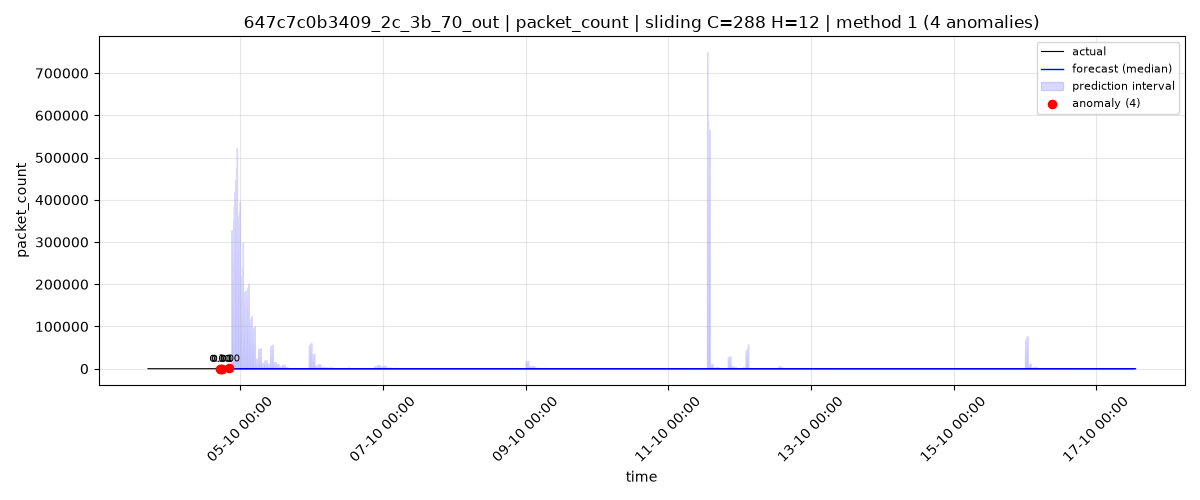 647c7c0b3409_2c_3b_70_out | packet_count | sliding C=288 H=12 | method 1 (4 anomalies)
actual
forecast (median)
prediction interval
anomaly (4)
packet_count
700000
600000
500000
400000
300000
200000
100000
0
05-10 00:00
07-10 00:00
09-10 00:00
11-10 00:00
13-10 00:00
15-10 00:00
17-10 00:00
time